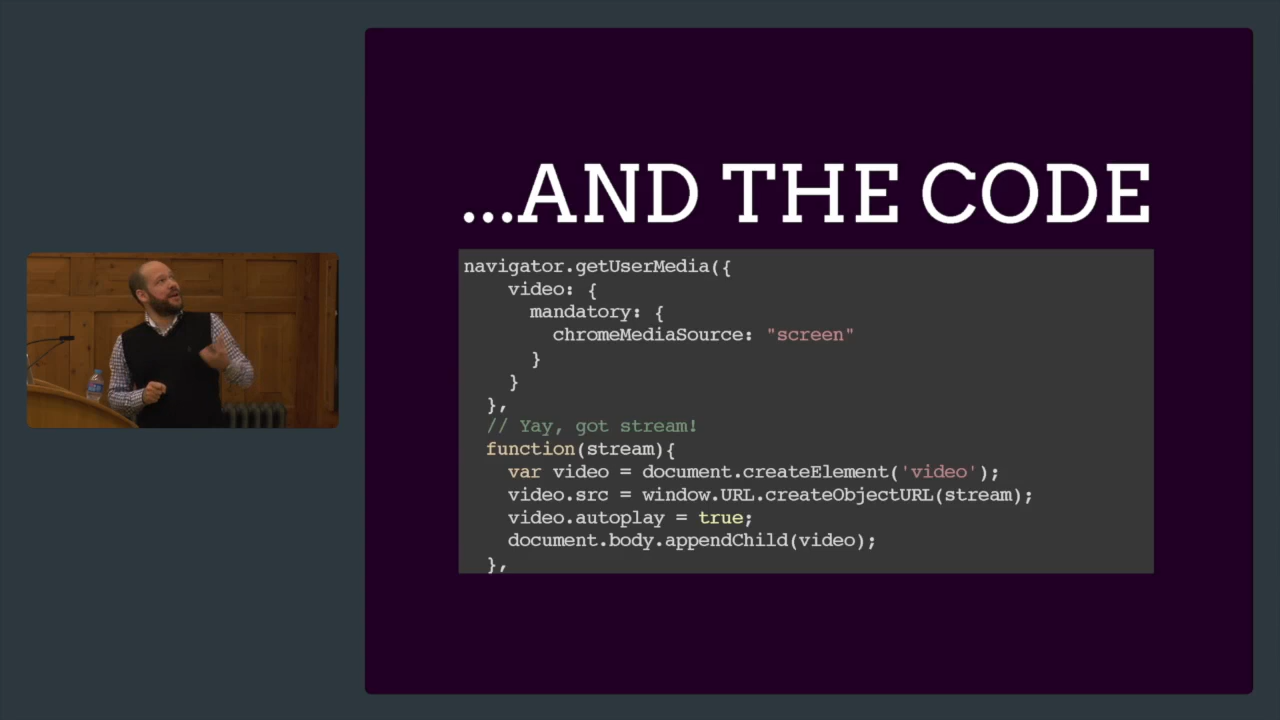 ...AND THE CODE
navigator.getUserMedia({
    video: {
      mandatory: {
        chromeMediaSource: "screen"
      }
    }
  },
  // Yay, got stream!
  function(stream){
    var video = document.createElement('video');
    video.src = window.URL.createObjectURL(stream);
    video.autoplay = true;
    document.body.appendChild(video);
  },